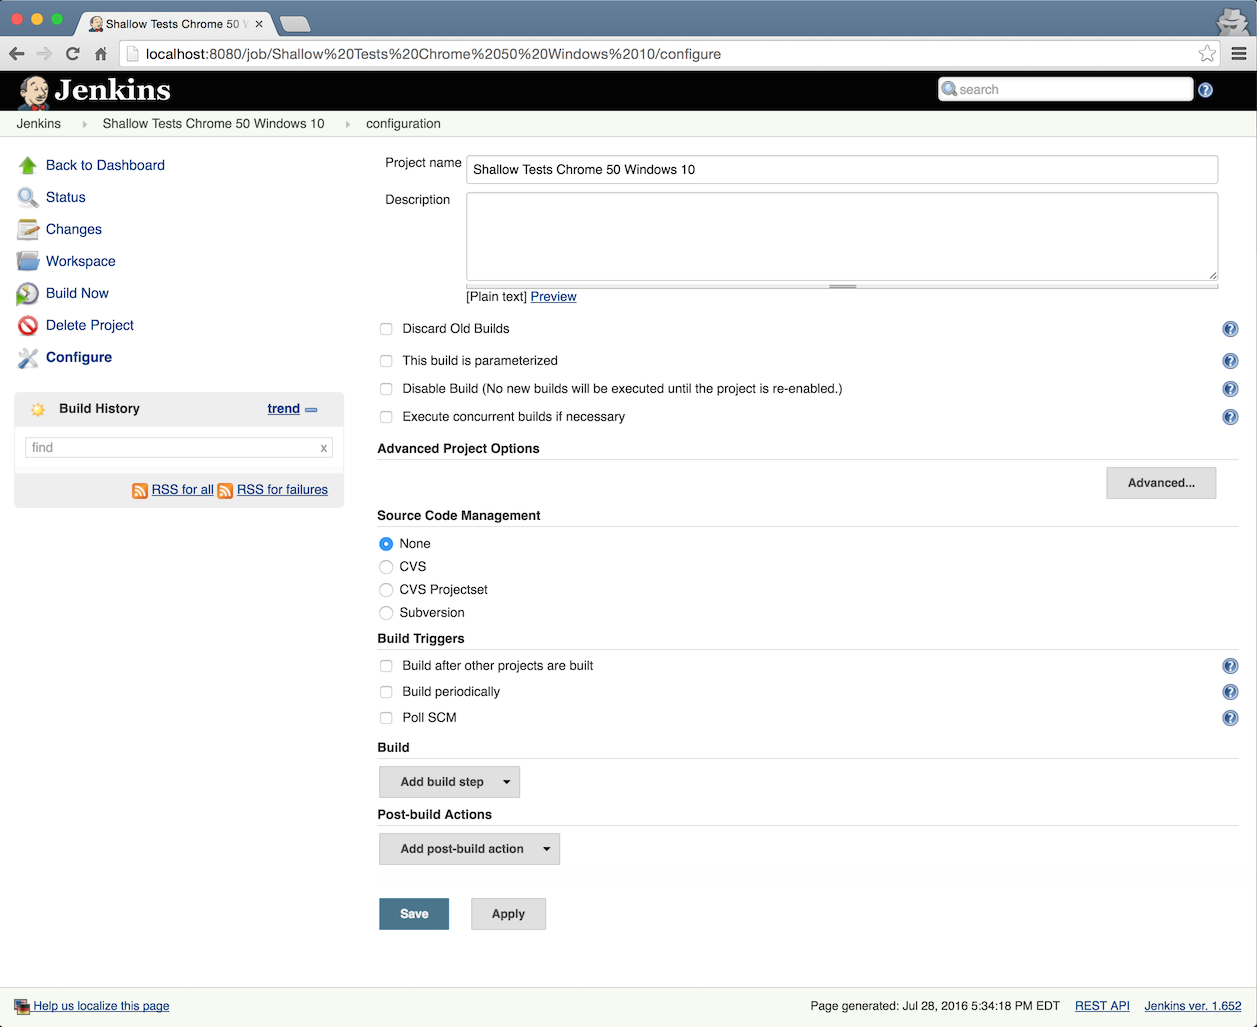 Shallow Tests Chrome 50 W
localhost:8080/job/Shallow%20Tests%20Chrome%2050%20Windows%2010/configure
Jenkins
search
Jenkins Shallow Tests Chrome 50 Windows 10 configuration
Back to Dashboard
Status
Changes
Workspace
Build Now
Delete Project
Configure
Build History trend
find x
RSS for all RSS for failures
Project name Shallow Tests Chrome 50 Windows 10
Description
[Plain text] Preview
Discard Old Builds
This build is parameterized
Disable Build (No new builds will be executed until the project is re-enabled.)
Execute concurrent builds if necessary
Advanced Project Options
Advanced...
Source Code Management
None
CVS
CVS Projectset
Subversion
Build Triggers
Build after other projects are built
Build periodically
Poll SCM
Build
Add build step
Post-build Actions
Add post-build action
Save Apply
Help us localize this page Page generated: Jul 28, 2016 5:34:18 PM EDT REST API Jenkins ver. 1.652